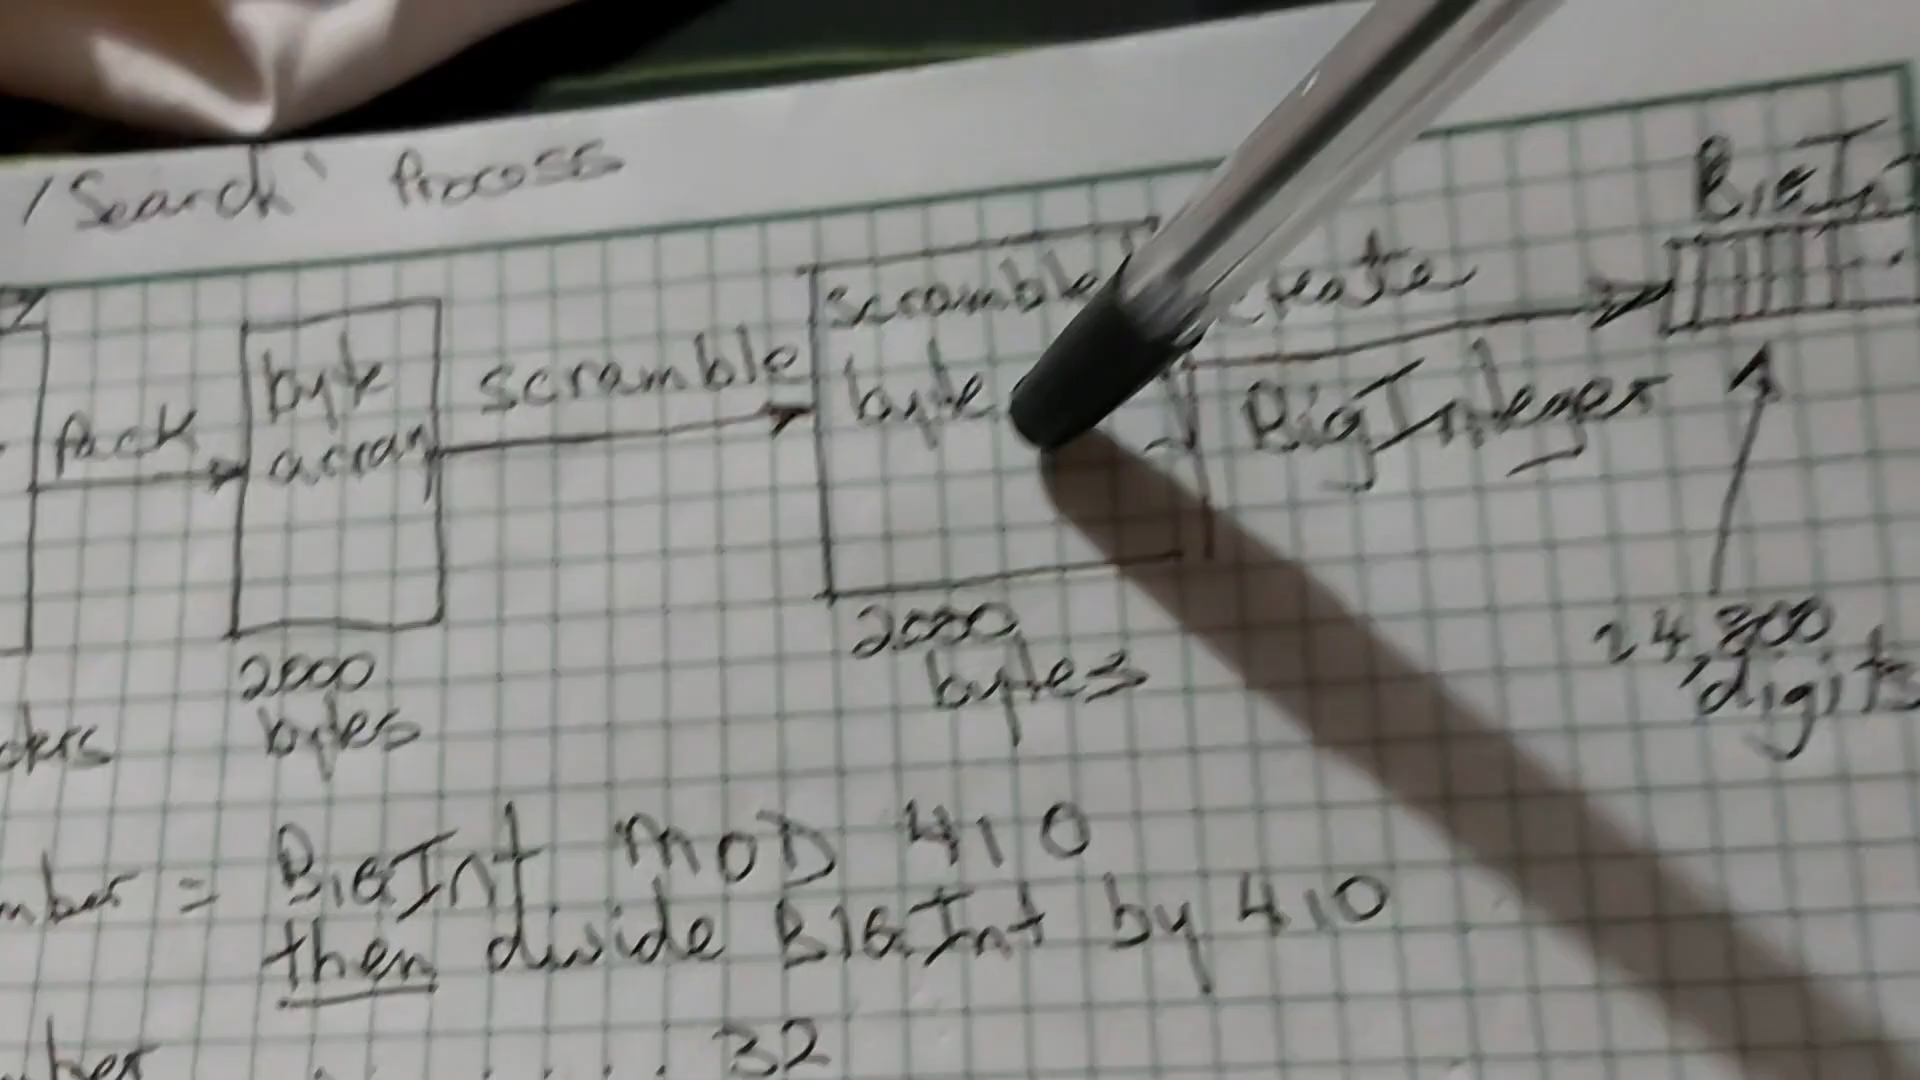 'Search' Process
Pack
byte
array
2000
bytes
scramble
scramble
byte
2000
bytes
create
BigInteger
BigInt
24,800
digits
= BigInt MOD 410
then divide BigInt by 410
. . . . . . 32